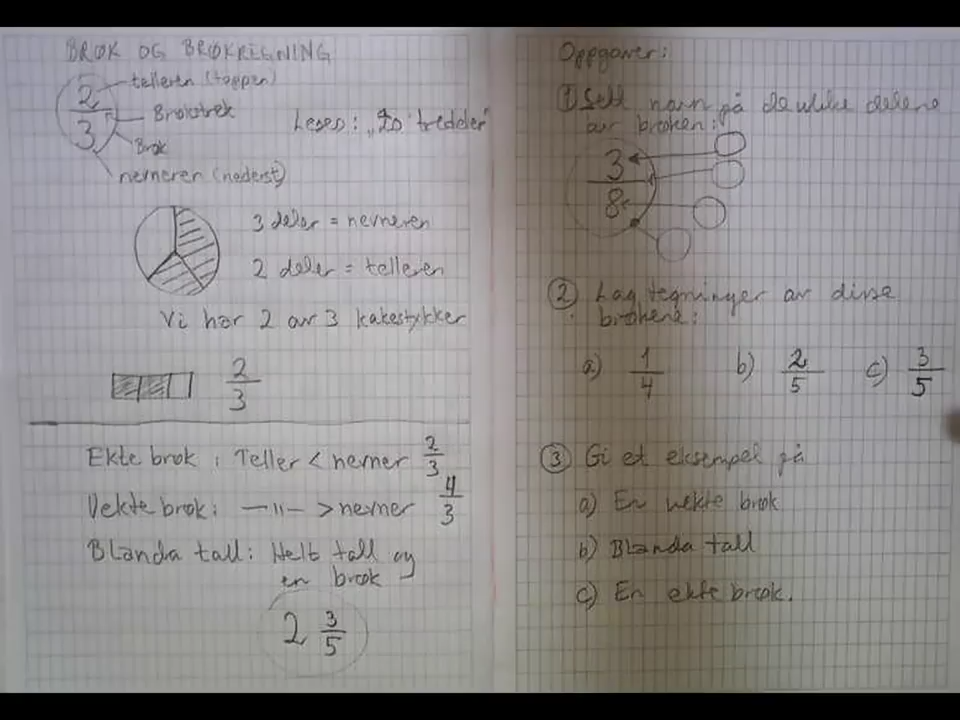 BRØK OG BRØKREGNING
2
3
telleren (toppen)
Brøkstrek
Brøk
nevneren (nederst)
Leses: „To tredeler"
3 deler = nevneren
2 deler = telleren
Vi har 2 av 3 kakestykker
2
3
Ekte brøk : Teller < nevner 2/3
Uekte brøk : —〃— > nevner 4/3
Blanda tall : Helt tall og
en brøk
2 3/5
Oppgaver:
① Sett navn på de ulike delene
av brøken:
3
8
② Lag tegninger av disse
brøkene:
a) 1/4 b) 2/5 c) 3/5
③ Gi et eksempel på
a) En uekte brøk
b) Blanda tall
c) En ekte brøk.